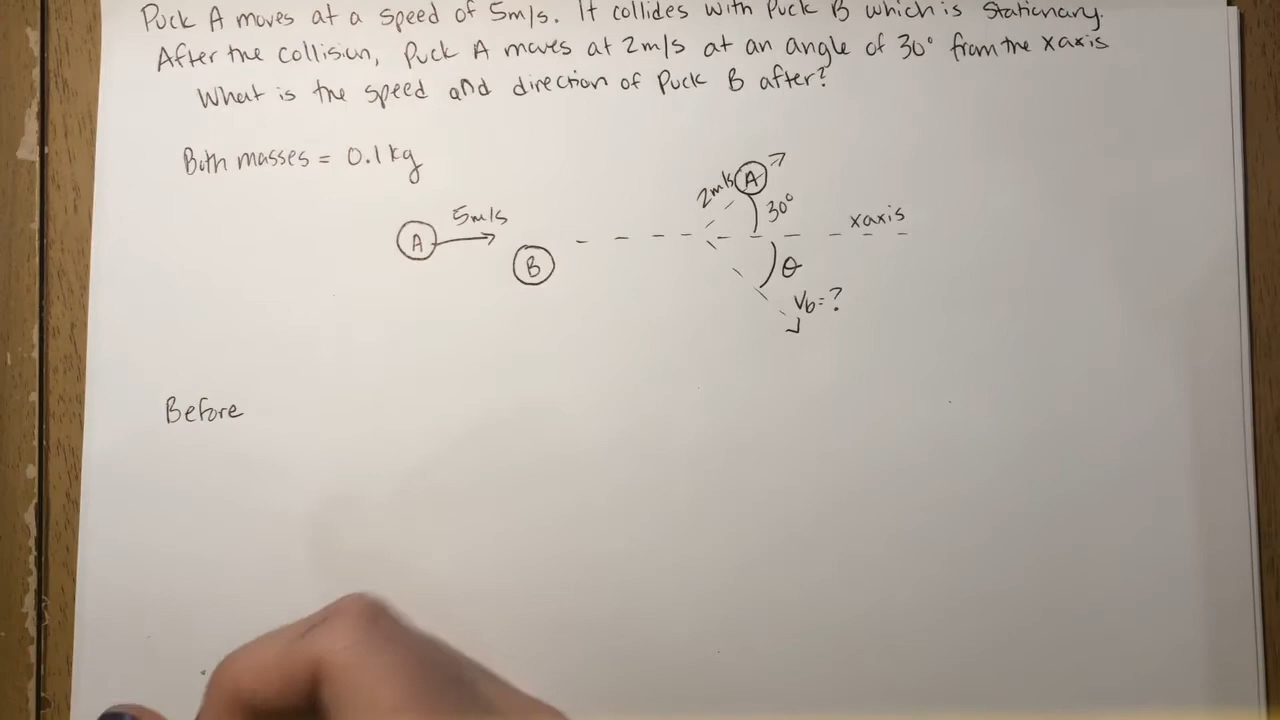 Puck A moves at a speed of 5m/s. It collides with Puck B which is stationary.
After the collision, Puck A moves at 2m/s at an angle of 30° from the x axis
What is the speed and direction of Puck B after?
Both masses = 0.1kg
2m/s A
30°
5m/s
x axis
A
B
θ
Vb=?
Before